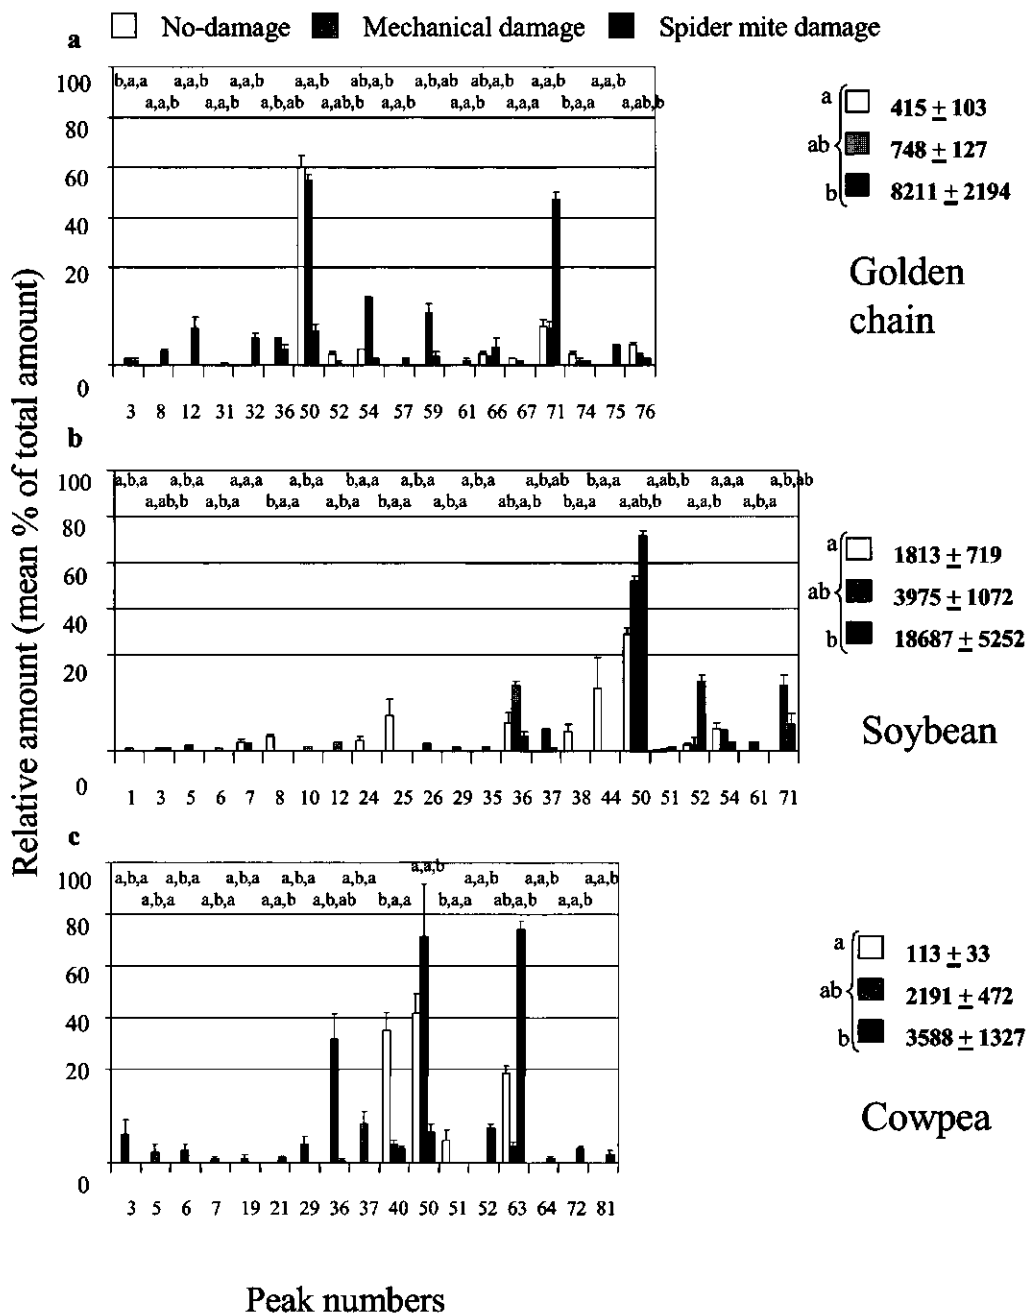 No-damage Mechanical damage Spider mite damage
a
100
80
60
40
20
0
b,a,a a,a,b a,a,b a,a,b ab,a,b a,b,ab ab,a,b a,a,b a,a,b
a,a,b a,a,b a,b,ab a,ab,b a,a,b a,a,b a,a,a b,a,a a,ab,b
3 8 12 31 32 36 50 52 54 57 59 61 66 67 71 74 75 76
a 415 ± 103
ab 748 ± 127
b 8211 ± 2194
Golden
chain
Relative amount (mean % of total amount)
b
100
80
60
40
20
0
a,b,a a,b,a a,a,a a,b,a b,a,a a,b,a a,b,a a,b,ab b,a,a a,ab,b a,a,a a,b,ab
a,ab,b a,b,a b,a,a a,b,a b,a,a a,b,a ab,a,b b,a,a a,ab,b a,a,b a,b,a
1 3 5 6 7 8 10 12 24 25 26 29 35 36 37 38 44 50 51 52 54 61 71
a 1813 ± 719
ab 3975 ± 1072
b 18687 ± 5252
Soybean
c
100
80
60
40
20
0
a,a,b
a,b,a a,b,a a,b,a a,b,a a,b,a a,a,b a,a,b a,a,b
a,b,a a,b,a a,a,b a,b,ab b,a,a b,a,a ab,a,b a,a,b
3 5 6 7 19 21 29 36 37 40 50 51 52 63 64 72 81
a 113 ± 33
ab 2191 ± 472
b 3588 ± 1327
Cowpea
Peak numbers